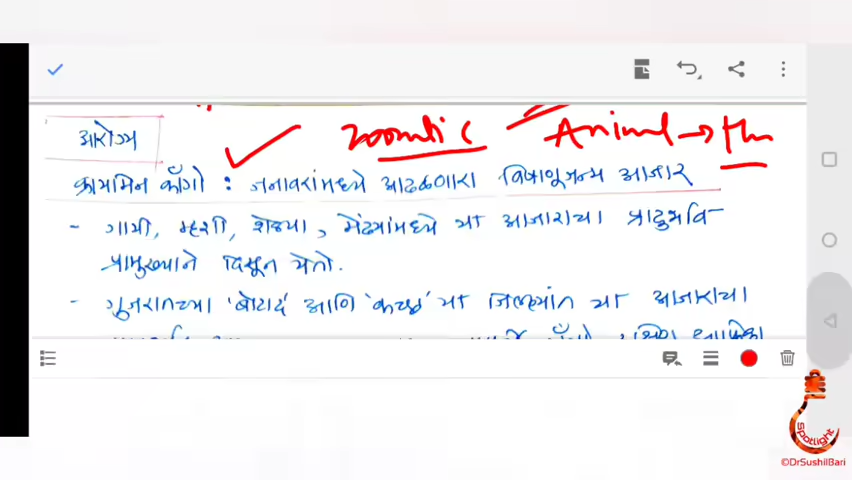 zoonotic Animal → Hu
आरोग्य
क्रायमिन काँगो : जनावरांमध्ये आढळणारा विषाणूजन्य आजार
- गायी, म्हशी, शेळ्या, मेंढ्यांमध्ये या आजाराचा प्रादुर्भाव
प्रामुख्याने दिसून येतो.
- गुजरातच्या 'बोटाद' आणि 'कच्छ' या जिल्ह्यांत या आजाराचा
Spotlight
©DrSushilBari